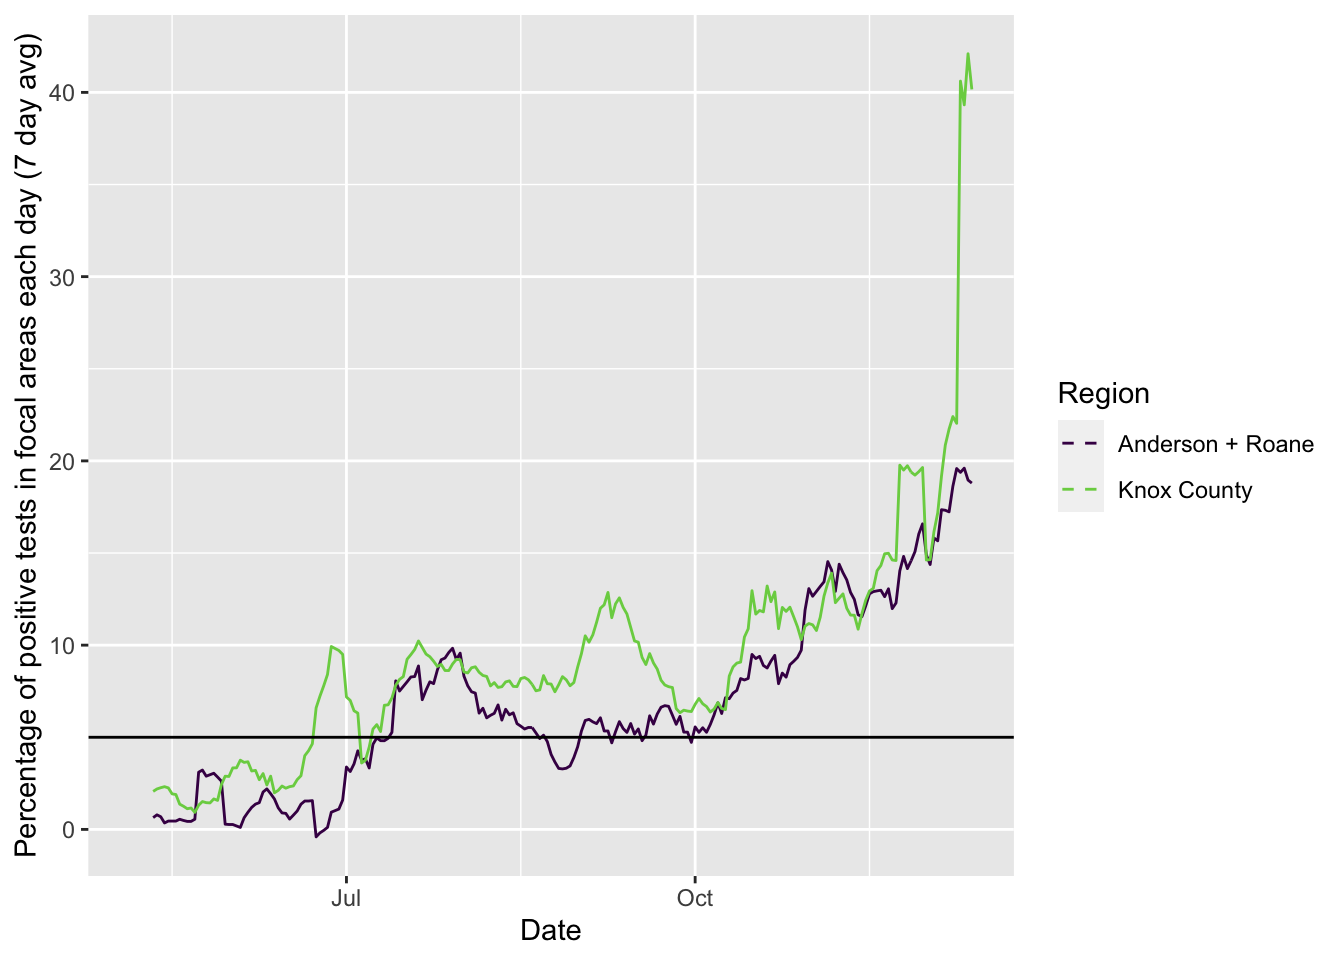 Percentage of positive tests in focal areas each day (7 day avg)
40
30
20
10
0
Jul
Oct
Date
Region
Anderson + Roane
Knox County